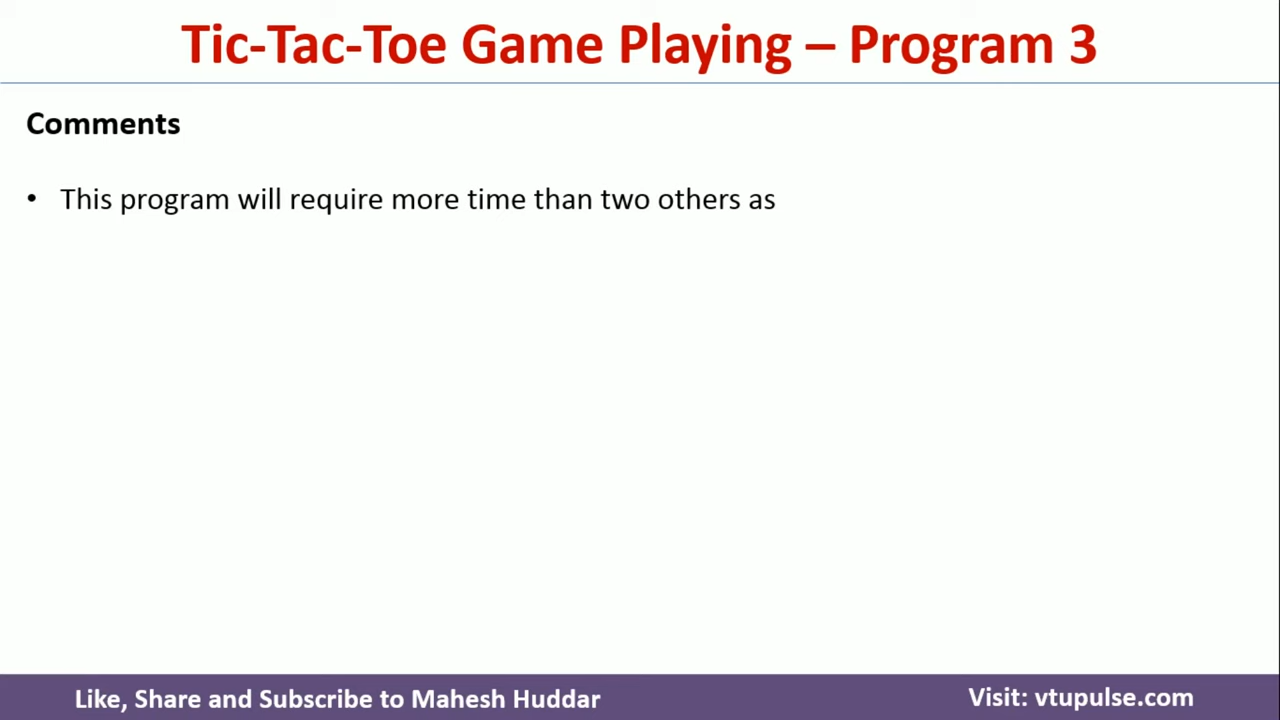 Tic-Tac-Toe Game Playing – Program 3
Comments
• This program will require more time than two others as
Like, Share and Subscribe to Mahesh Huddar
Visit: vtupulse.com